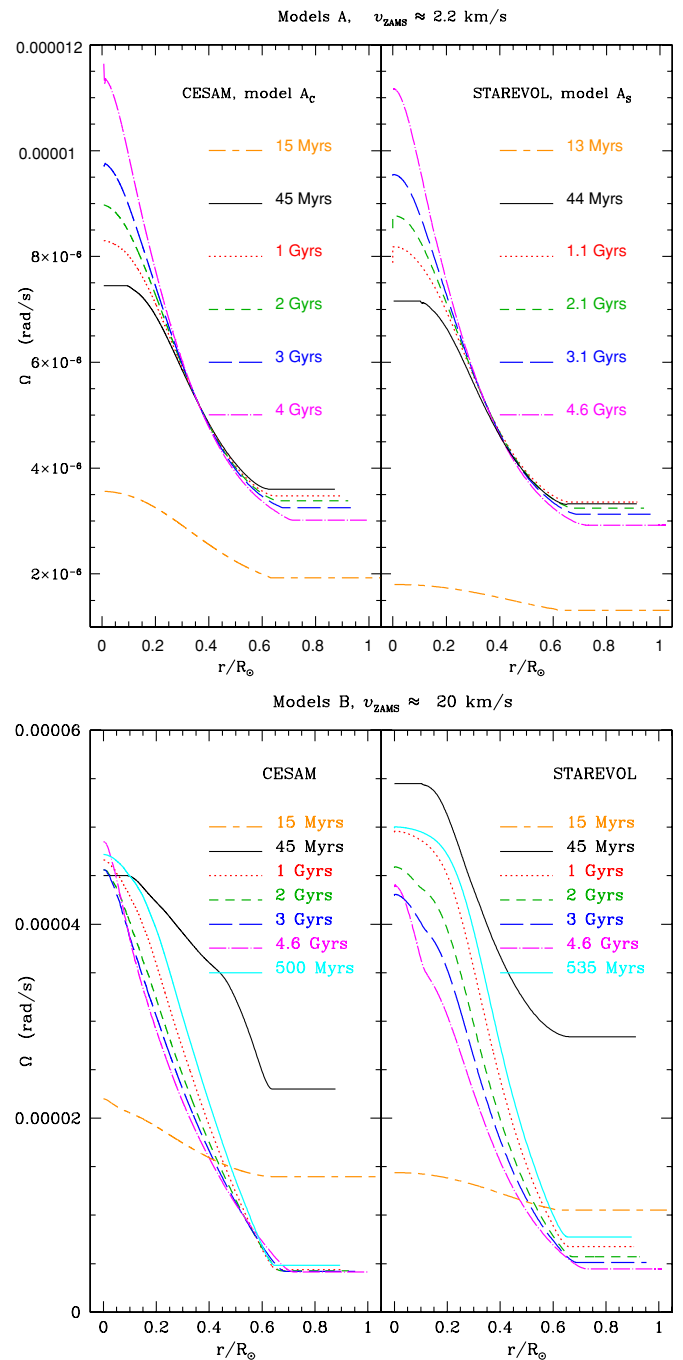 Models A, v_ZAMS ≈ 2.2 km/s
0.000012
CESAM, model A_C
STAREVOL, model A_S
0.00001
15 Myrs
13 Myrs
45 Myrs
44 Myrs
8×10⁻⁶
1 Gyrs
1.1 Gyrs
2 Gyrs
2.1 Gyrs
6×10⁻⁶
3 Gyrs
3.1 Gyrs
4 Gyrs
4.6 Gyrs
Ω (rad/s)
4×10⁻⁶
2×10⁻⁶
0 0.2 0.4 0.6 0.8 1
0 0.2 0.4 0.6 0.8 1
r/R☉
r/R☉
Models B, v_ZAMS ≈ 20 km/s
0.00006
CESAM
STAREVOL
15 Myrs
15 Myrs
45 Myrs
45 Myrs
1 Gyrs
1 Gyrs
2 Gyrs
2 Gyrs
3 Gyrs
3 Gyrs
4.6 Gyrs
4.6 Gyrs
500 Myrs
535 Myrs
0.00004
Ω (rad/s)
0.00002
0
0 0.2 0.4 0.6 0.8 1
0 0.2 0.4 0.6 0.8 1
r/R☉
r/R☉